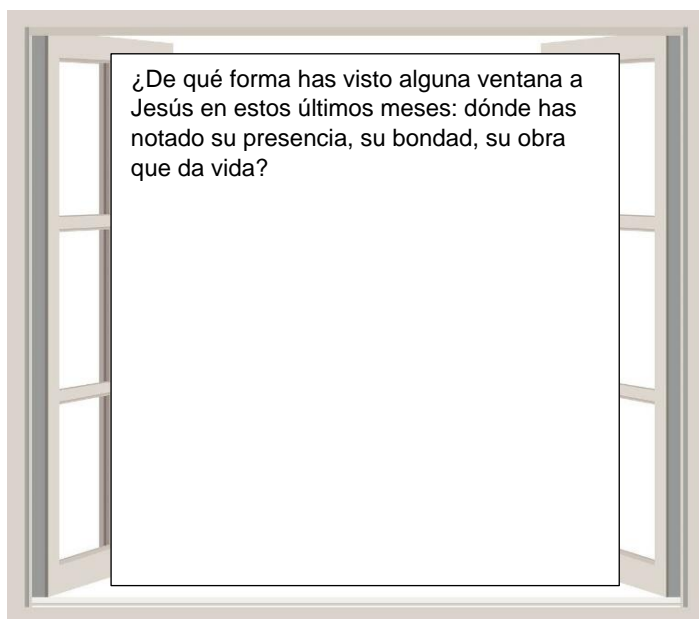 ¿De qué forma has visto alguna ventana a
Jesús en estos últimos meses: dónde has
notado su presencia, su bondad, su obra
que da vida?